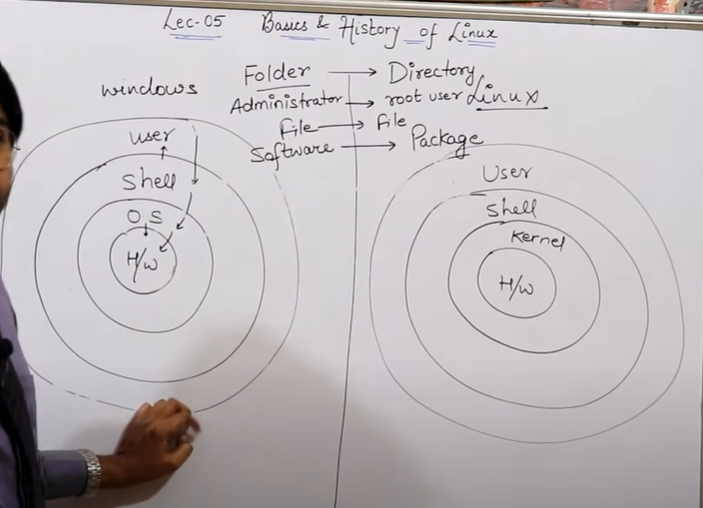 Lec-05 Basics & History of Linux
windows
Folder → Directory
Administrator → root user Linux
File → File
Software → Package
user
Shell
O S
H/W
User
Shell
Kernel
H/W